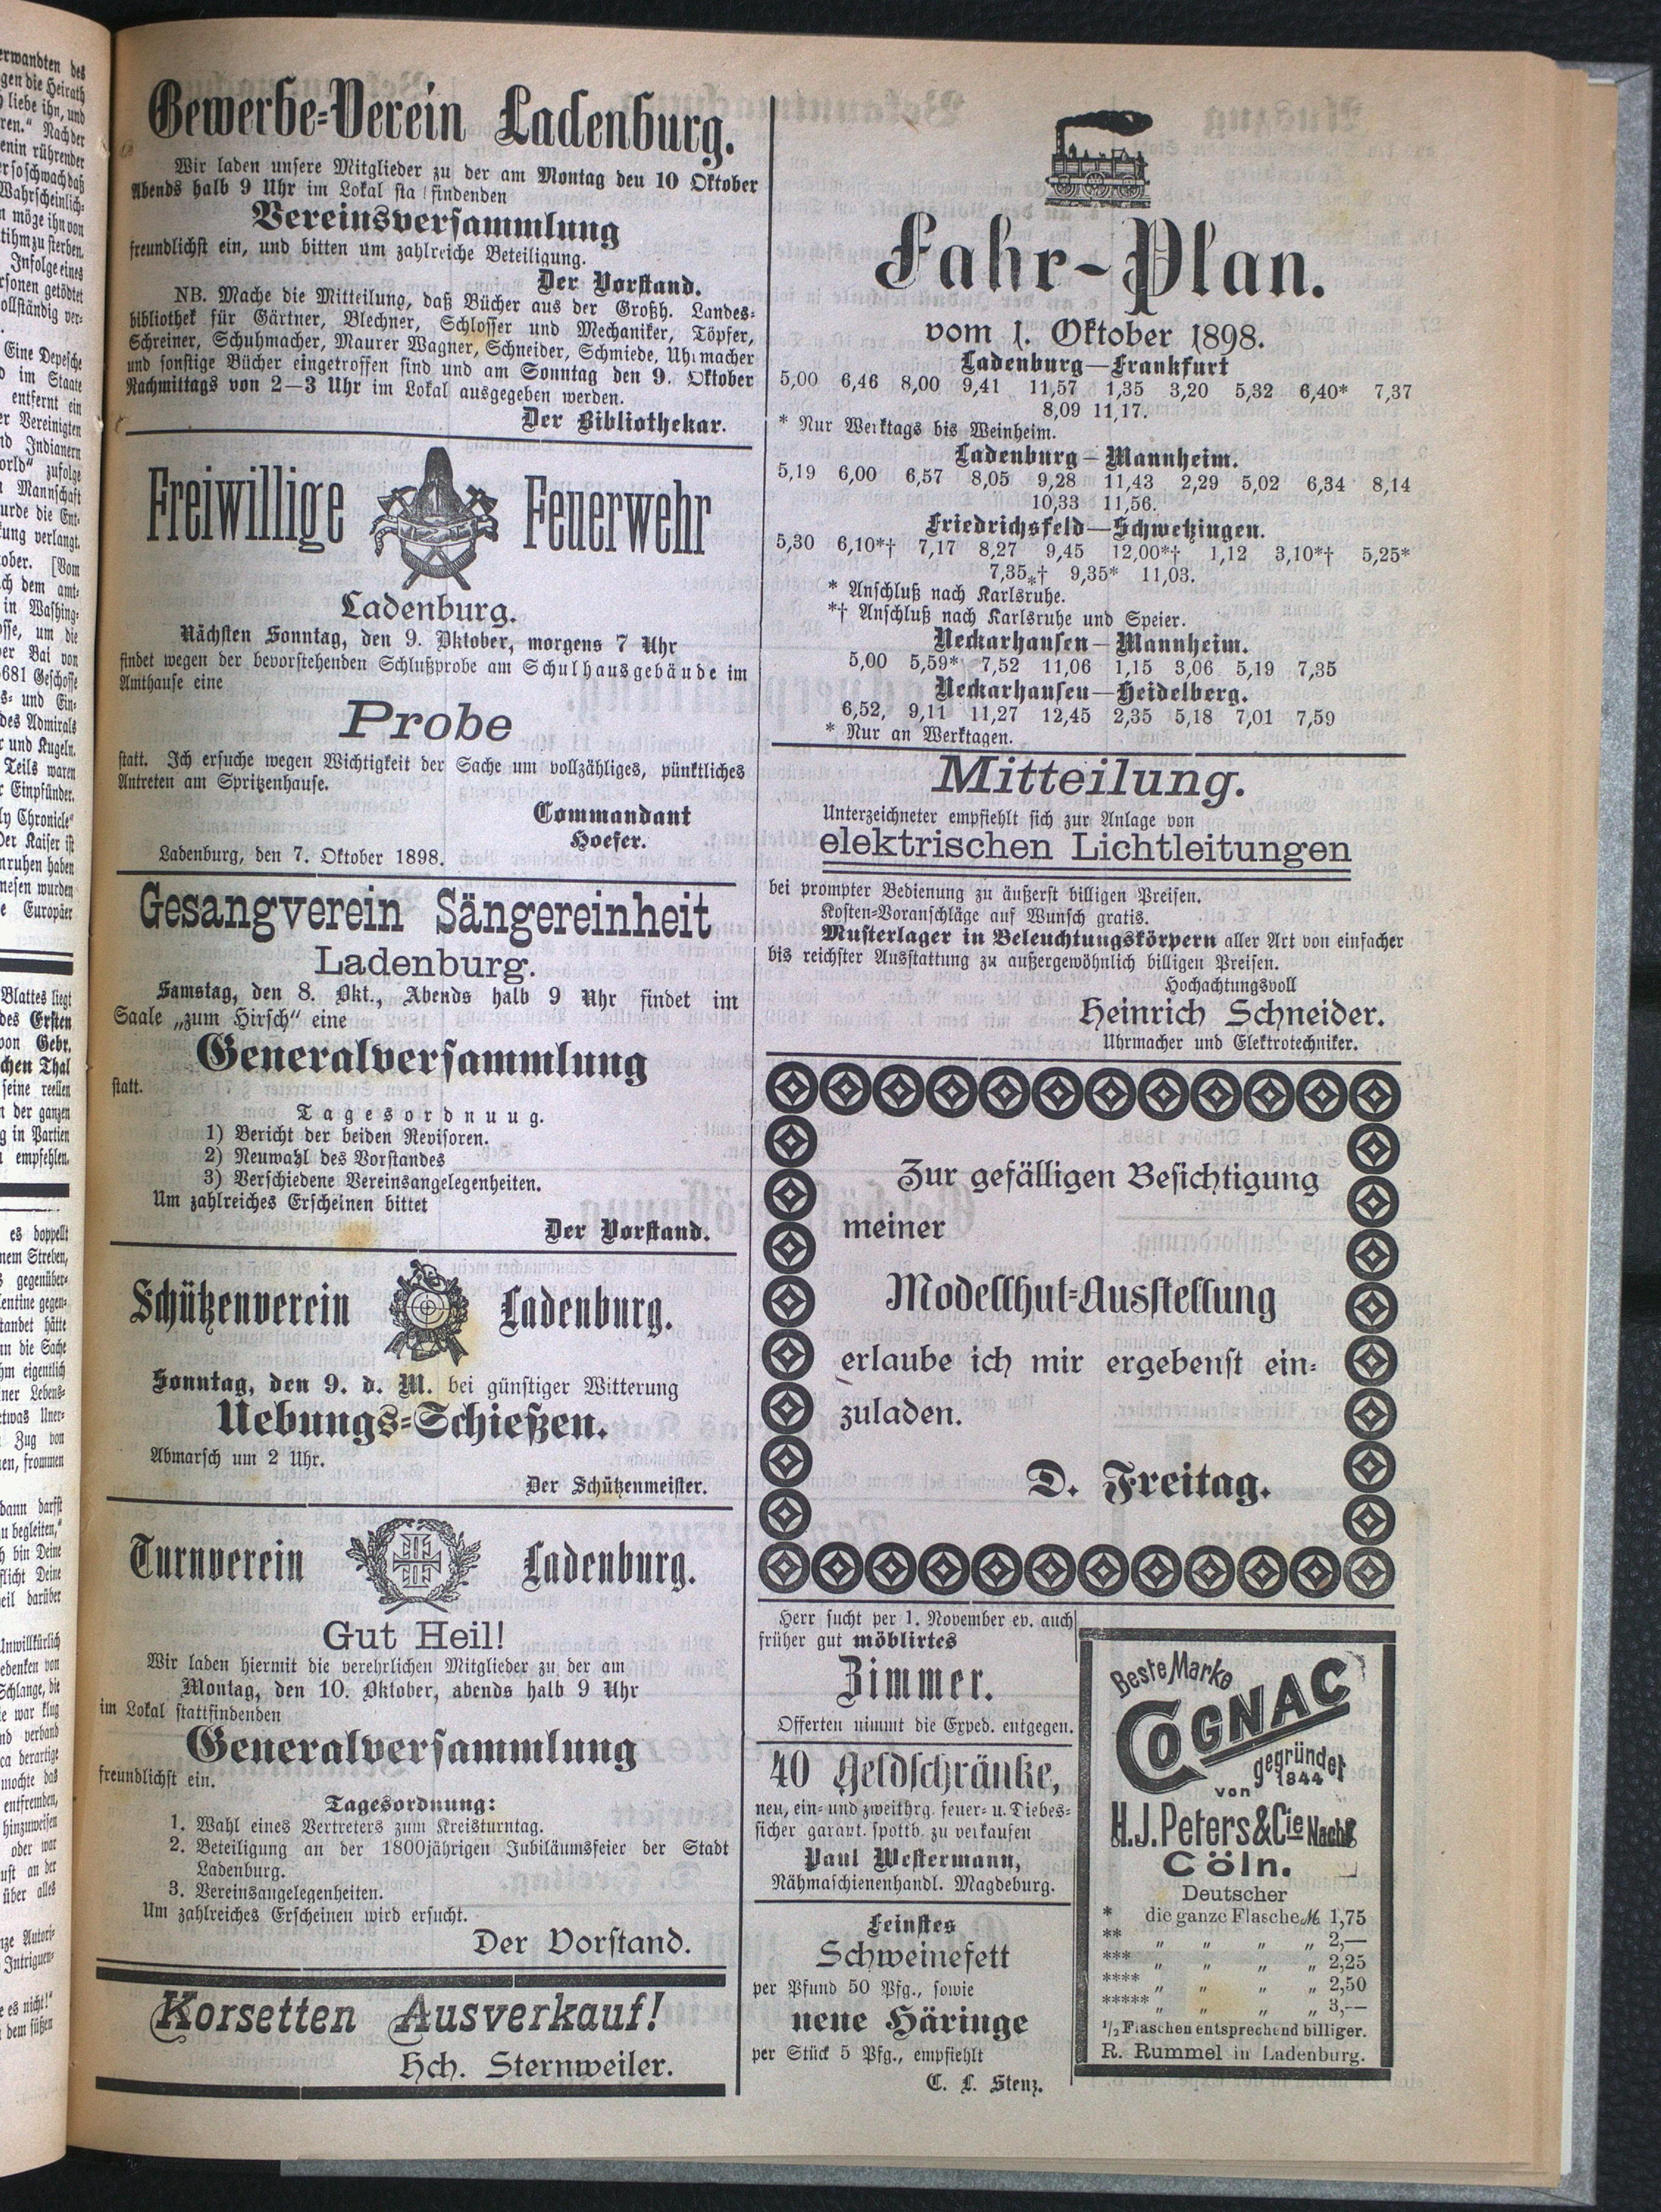 Gewerbe-Verein Ladenburg.
Wir laden unsere Mitglieder zu der am Montag den 10 Oktober
Abends halb 9 Uhr im Lokal sta findenden
Vereinsversammlung
freundlichst ein, und bitten um zahlreiche Beteiligung.
Der Vorstand.
NB. Mache die Mitteilung, daß Bücher aus der Großh. Landes-
bibliothek für Gärtner, Blechner, Schlosser und Mechaniker, Töpfer,
Schreiner, Schuhmacher, Maurer Wagner, Schneider, Schmiede, Uhrmacher
und sonstige Bücher eingetroffen sind und am Sonntag den 9. Oktober
Nachmittags von 2—3 Uhr im Lokal ausgegeben werden.
Der Bibliothekar.
Freiwillige Feuerwehr
Ladenburg.
Nächsten Sonntag, den 9. Oktober, morgens 7 Uhr
findet wegen der bevorstehenden Schlußprobe am Schulhausgebäude im
Amthause eine
Probe
statt. Ich ersuche wegen Wichtigkeit der Sache um vollzähliges, pünktliches
Antreten am Spritzenhause.
Commandant
Hoefer.
Ladenburg, den 7. Oktober 1898.
Gesangverein Sängereinheit
Ladenburg.
Samstag, den 8. Okt., Abends halb 9 Uhr findet im
Saale „zum Hirsch“ eine
Generalversammlung
statt.
Tagesordnuug.
1) Bericht der beiden Revisoren.
2) Neuwahl des Vorstandes
3) Verschiedene Vereinsangelegenheiten.
Um zahlreiches Erscheinen bittet
Der Vorstand.
Schützenverein Ladenburg.
Sonntag, den 9. d. M. bei günstiger Witterung
Uebungs-Schießen.
Abmarsch um 2 Uhr.
Der Schützenmeister.
Turnverein Ladenburg.
Gut Heil!
Wir laden hiermit die verehrlichen Mitglieder zu der am
Montag, den 10. Oktober, abends halb 9 Uhr
im Lokal stattfindenden
Generalversammlung
freundlichst ein.
Tagesordnung:
1. Wahl eines Vertreters zum Kreisturntag.
2. Beteiligung an der 1800jährigen Jubiläumsfeier der Stadt
Ladenburg.
3. Vereinsangelegenheiten.
Um zahlreiches Erscheinen wird ersucht.
Der Vorstand.
Korsetten Ausverkauf!
Hch. Sternweiler.
Fahr-Plan.
vom 1. Oktober 1898.
Ladenburg—Frankfurt
5,00 6,46 8,00 9,41 11,57 1,35 3,20 5,32 6,40* 7,37
8,09 11,17.
* Nur Werktags bis Weinheim.
Ladenburg—Mannheim.
5,19 6,00 6,57 8,05 9,28 11,43 2,29 5,02 6,34 8,14
10,33 11,56.
Friedrichsfeld—Schwetzingen.
5,30 6,10*† 7,17 8,27 9,45 12,00*† 1,12 3,10*† 5,25*
7,35*† 9,35* 11,03.
* Anschluß nach Karlsruhe.
*† Anschluß nach Karlsruhe und Speier.
Neckarhausen—Mannheim.
5,00 5,59* 7,52 11,06 1,15 3,06 5,19 7,35
Neckarhausen—Heidelberg.
6,52, 9,11 11,27 12,45 2,35 5,18 7,01 7,59
* Nur an Werktagen.
Mitteilung.
Unterzeichneter empfiehlt sich zur Anlage von
elektrischen Lichtleitungen
bei prompter Bedienung zu äußerst billigen Preisen.
Kosten-Voranschläge auf Wunsch gratis.
Musterlager in Beleuchtungskörpern aller Art von einfacher
bis reichster Ausstattung zu außergewöhnlich billigen Preisen.
Hochachtungsvoll
Heinrich Schneider.
Uhrmacher und Elektrotechniker.
Zur gefälligen Besichtigung
meiner
Modellhut-Ausstellung
erlaube ich mir ergebenst ein-
zuladen.
D. Freitag.
Herr sucht per 1. November ev. auch
früher gut möblirtes
Zimmer.
Offerten nimmt die Exped. entgegen.
40 Geldschränke,
neu, ein- und zweithrg. feuer- u. Diebes-
sicher garant. spottb. zu verkaufen
Paul Westermann,
Nähmaschienenhandl. Magdeburg.
Feinstes
Schweinefett
per Pfund 50 Pfg., sowie
neue Häringe
per Stück 5 Pfg., empfiehlt
C. L. Stenz.
Beste Marke
COGNAC
gegründet
1844
von
H.J. Peters & Cie Nachf
Cöln.
Deutscher
* die ganze Flasche M 1,75
** „ „ „ „ 2,—
*** „ „ „ „ 2,25
**** „ „ „ „ 2,50
***** „ „ „ „ 3,—
1/2 Flaschen entsprechend billiger.
R. Rummel in Ladenburg.